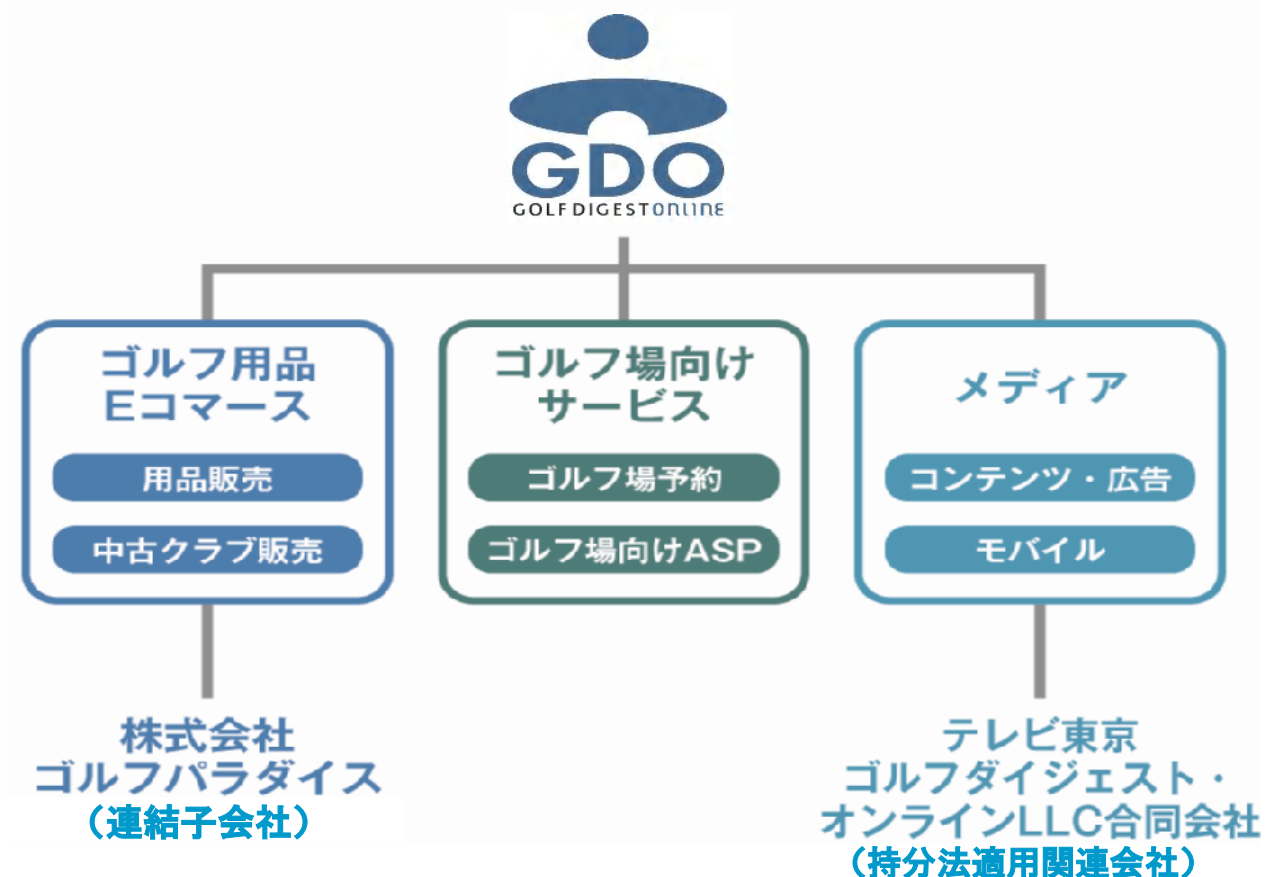 GDO
GOLFDIGESTONLINE
ゴルフ用品
Eコマース
用品販売
中古クラブ販売
ゴルフ場向け
サービス
ゴルフ場予約
ゴルフ場向けASP
メディア
コンテンツ・広告
モバイル
株式会社
ゴルフパラダイス
（連結子会社）
テレビ東京
ゴルフダイジェスト・
オンラインLLC合同会社
（持分法適用関連会社）